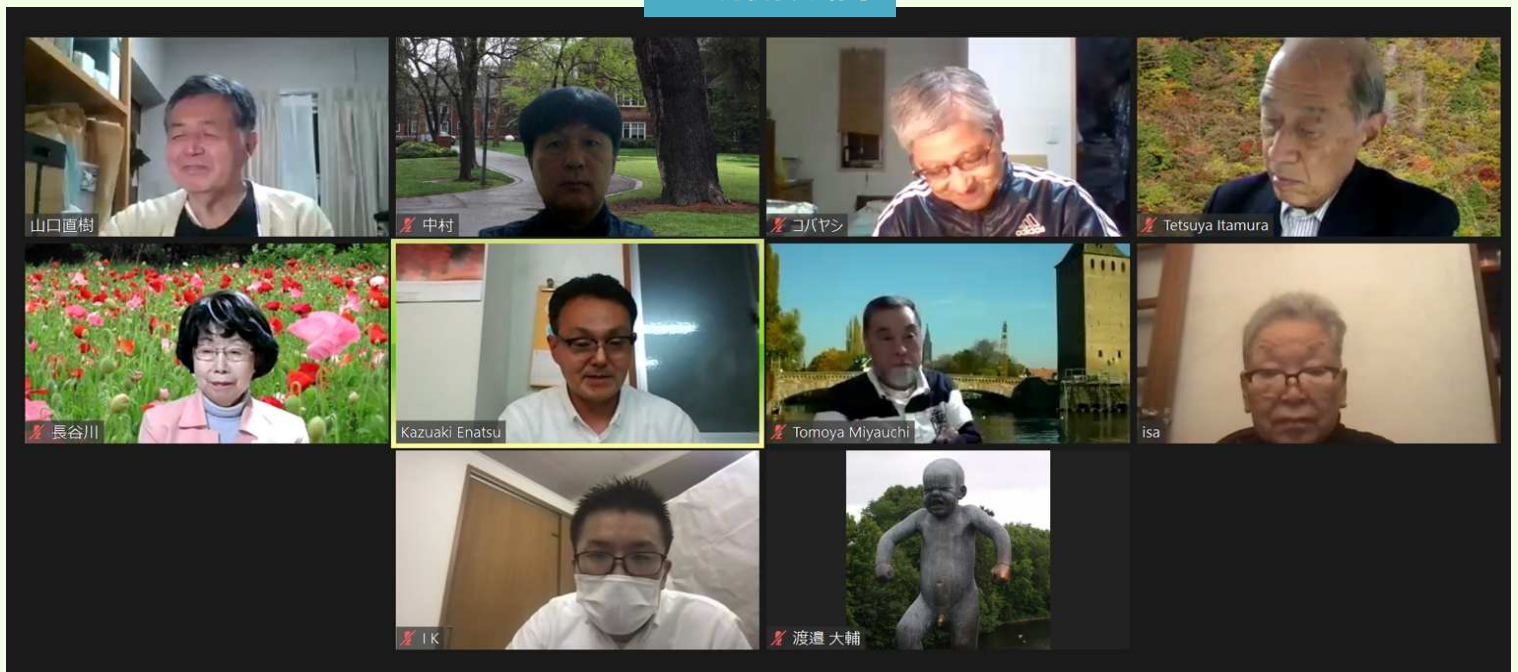 山口直樹
中村
コバヤシ
adidas
Tetsuya Itamura
長谷川
Kazuaki Enatsu
Tomoya Miyauchi
isa
I K
渡邉 大輔